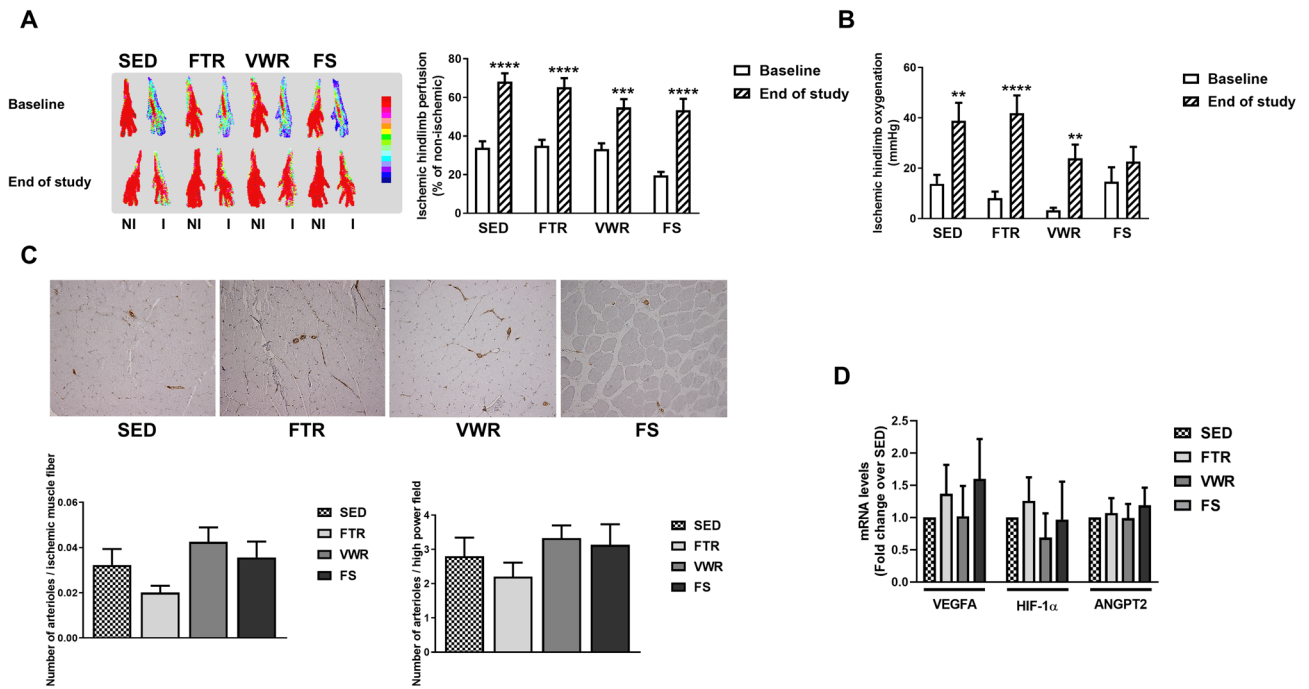 A
SED FTR VWR FS
Baseline
End of study
NI I NI I NI I NI I
Ischemic hindlimb perfusion
(% of non-ischemic)
80
60
40
20
0
**** **** *** ****
SED FTR VWR FS
Baseline
End of study
B
Ischemic hindlimb oxygenation
(mmHg)
60
40
20
0
** **** **
SED FTR VWR FS
Baseline
End of study
C
SED FTR VWR FS
Number of arterioles / Ischemic muscle fiber
0.06
0.04
0.02
0.00
SED
FTR
VWR
FS
Number of arterioles / high power field
4
3
2
1
0
SED
FTR
VWR
FS
D
mRNA levels
(Fold change over SED)
2.5
2.0
1.5
1.0
0.5
0.0
VEGFA HIF-1α ANGPT2
SED
FTR
VWR
FS